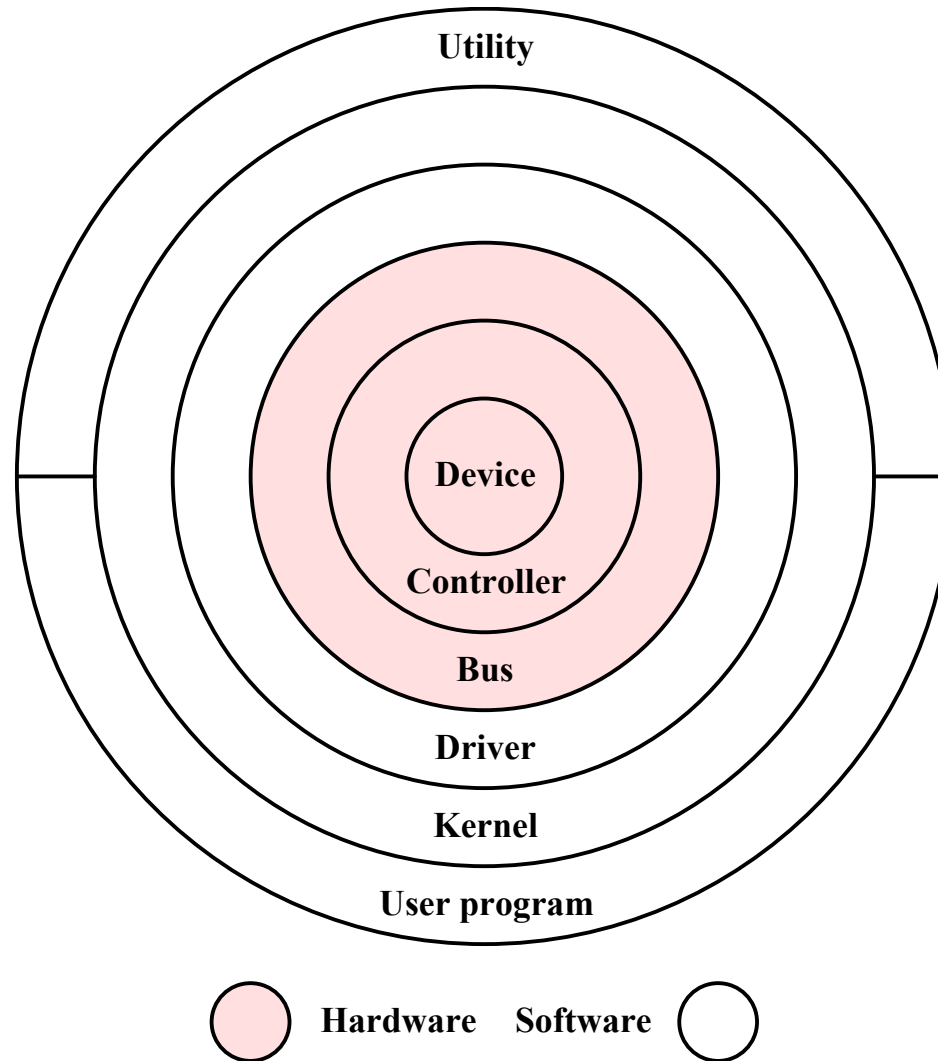 Utility
Device
Controller
Bus
Driver
Kernel
User program
Hardware Software